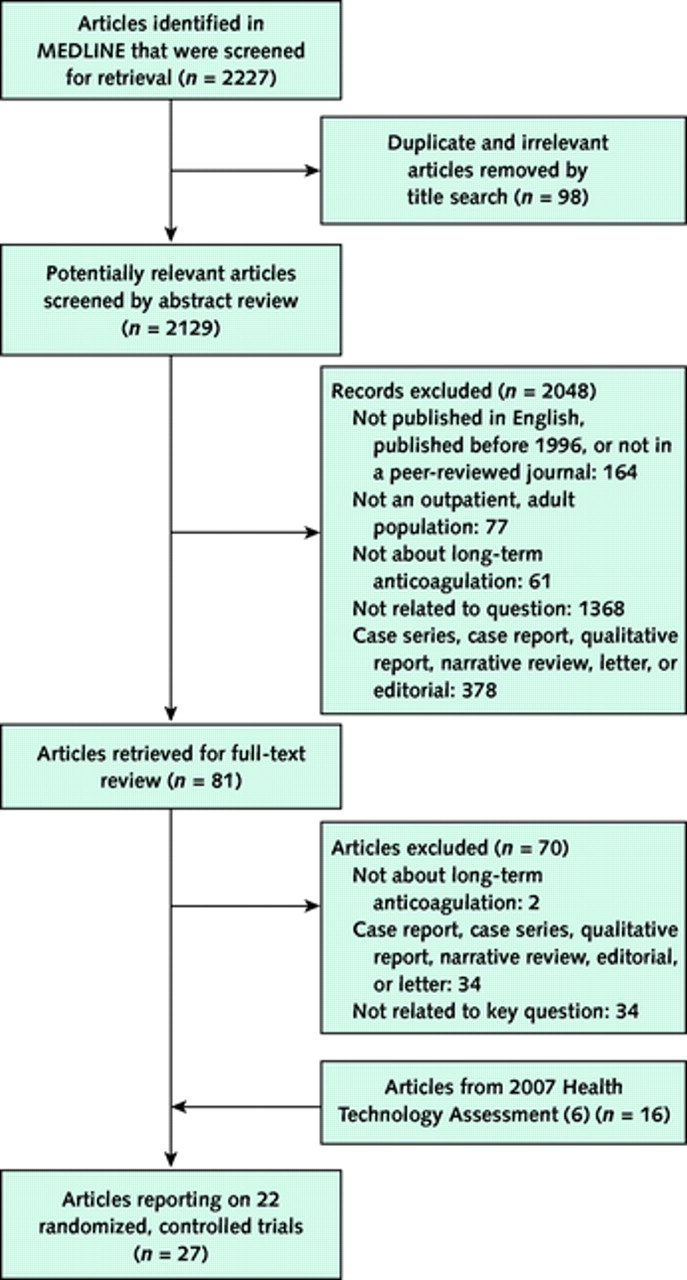 Articles identified in
MEDLINE that were screened
for retrieval (n = 2227)
Duplicate and irrelevant
articles removed by
title search (n = 98)
Potentially relevant articles
screened by abstract review
(n = 2129)
Records excluded (n = 2048)
Not published in English,
published before 1996, or not in
a peer-reviewed journal: 164
Not an outpatient, adult
population: 77
Not about long-term
anticoagulation: 61
Not related to question: 1368
Case series, case report, qualitative
report, narrative review, letter, or
editorial: 378
Articles retrieved for full-text
review (n = 81)
Articles excluded (n = 70)
Not about long-term
anticoagulation: 2
Case report, case series, qualitative
report, narrative review, editorial,
or letter: 34
Not related to key question: 34
Articles from 2007 Health
Technology Assessment (6) (n = 16)
Articles reporting on 22
randomized, controlled trials
(n = 27)